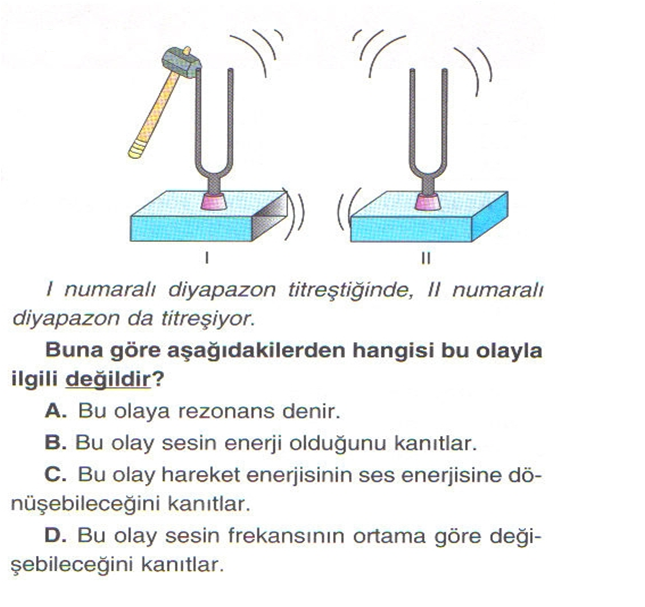 I
II
I numaralı diyapazon titreştiğinde, II numaralı
diyapazon da titreşiyor.
Buna göre aşağıdakilerden hangisi bu olayla
ilgili değildir?
A. Bu olaya rezonans denir.
B. Bu olay sesin enerji olduğunu kanıtlar.
C. Bu olay hareket enerjisinin ses enerjisine dö-
nüşebileceğini kanıtlar.
D. Bu olay sesin frekansının ortama göre deği-
şebileceğini kanıtlar.